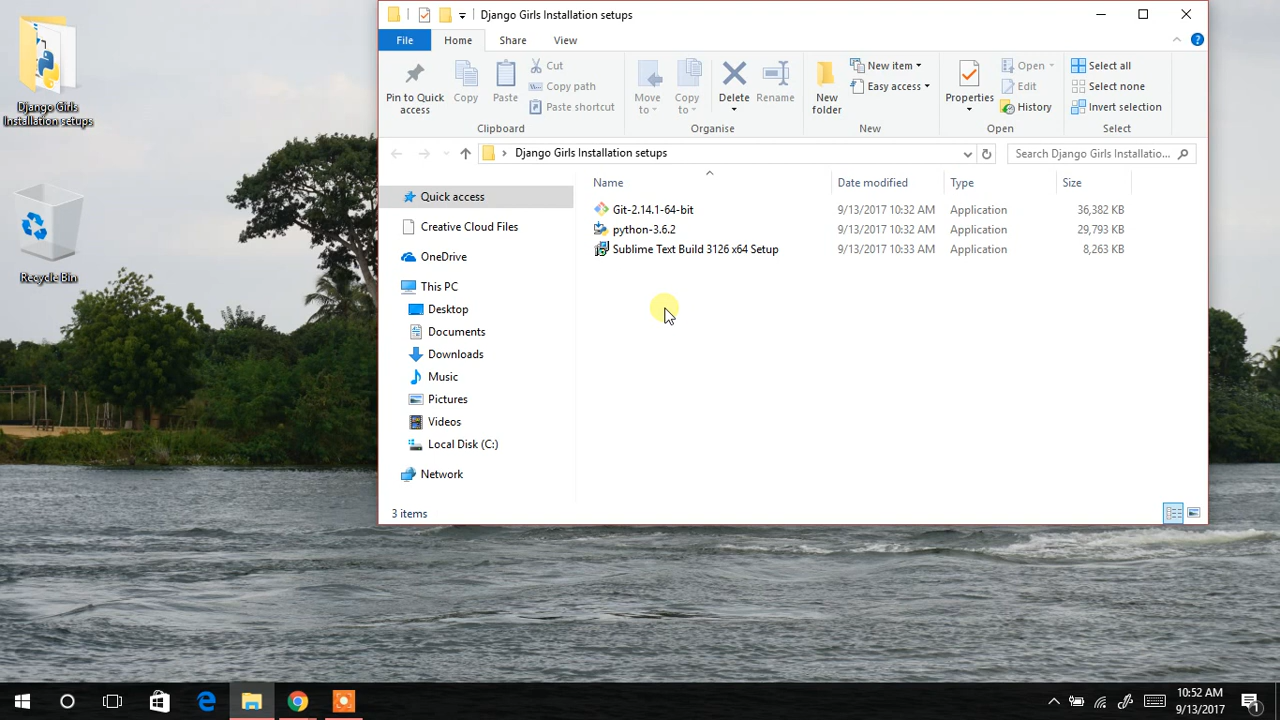 Django Girls
Installation setups
Recycle Bin
Django Girls Installation setups
File Home Share View
Pin to Quick
access
Copy
Paste
Cut
Copy path
Paste shortcut
Clipboard
Move
to
Copy
to
Delete
Rename
Organise
New
folder
New item
Easy access
New
Properties
Open
Edit
History
Open
Select all
Select none
Invert selection
Select
Django Girls Installation setups
Search Django Girls Installatio...
Quick access
Creative Cloud Files
OneDrive
This PC
Desktop
Documents
Downloads
Music
Pictures
Videos
Local Disk (C:)
Network
Name Date modified Type Size
Git-2.14.1-64-bit 9/13/2017 10:32 AM Application 36,382 KB
python-3.6.2 9/13/2017 10:32 AM Application 29,793 KB
Sublime Text Build 3126 x64 Setup 9/13/2017 10:33 AM Application 8,263 KB
3 items
10:52 AM
9/13/2017
1